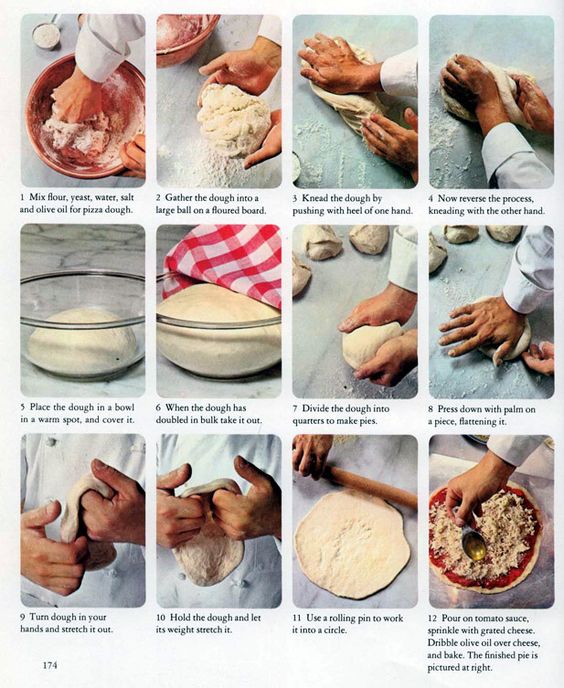 1 Mix flour, yeast, water, salt
and olive oil for pizza dough.
2 Gather the dough into a
large ball on a floured board.
3 Knead the dough by
pushing with heel of one hand.
4 Now reverse the process,
kneading with the other hand.
5 Place the dough in a bowl
in a warm spot, and cover it.
6 When the dough has
doubled in bulk take it out.
7 Divide the dough into
quarters to make pies.
8 Press down with palm on
a piece, flattening it.
9 Turn dough in your
hands and stretch it out.
10 Hold the dough and let
its weight stretch it.
11 Use a rolling pin to work
it into a circle.
12 Pour on tomato sauce,
sprinkle with grated cheese.
Dribble olive oil over cheese,
and bake. The finished pie is
pictured at right.
174